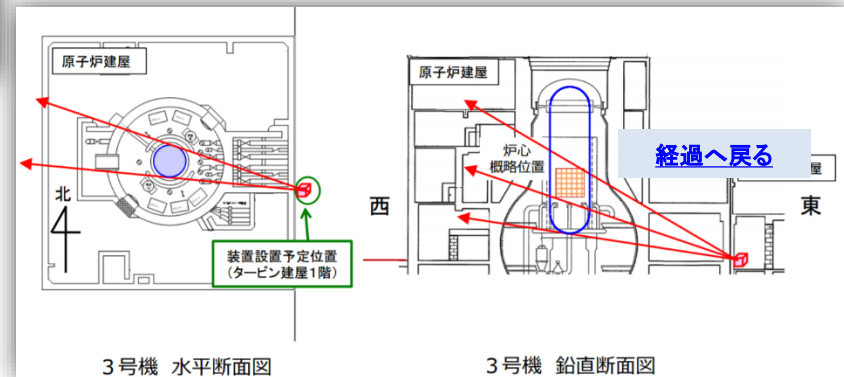 原子炉建屋
北
装置設置予定位置
(タービン建屋1階)
3号機 水平断面図
原子炉建屋
炉心
概略位置
経過へ戻る
屋
西
東
3号機 鉛直断面図